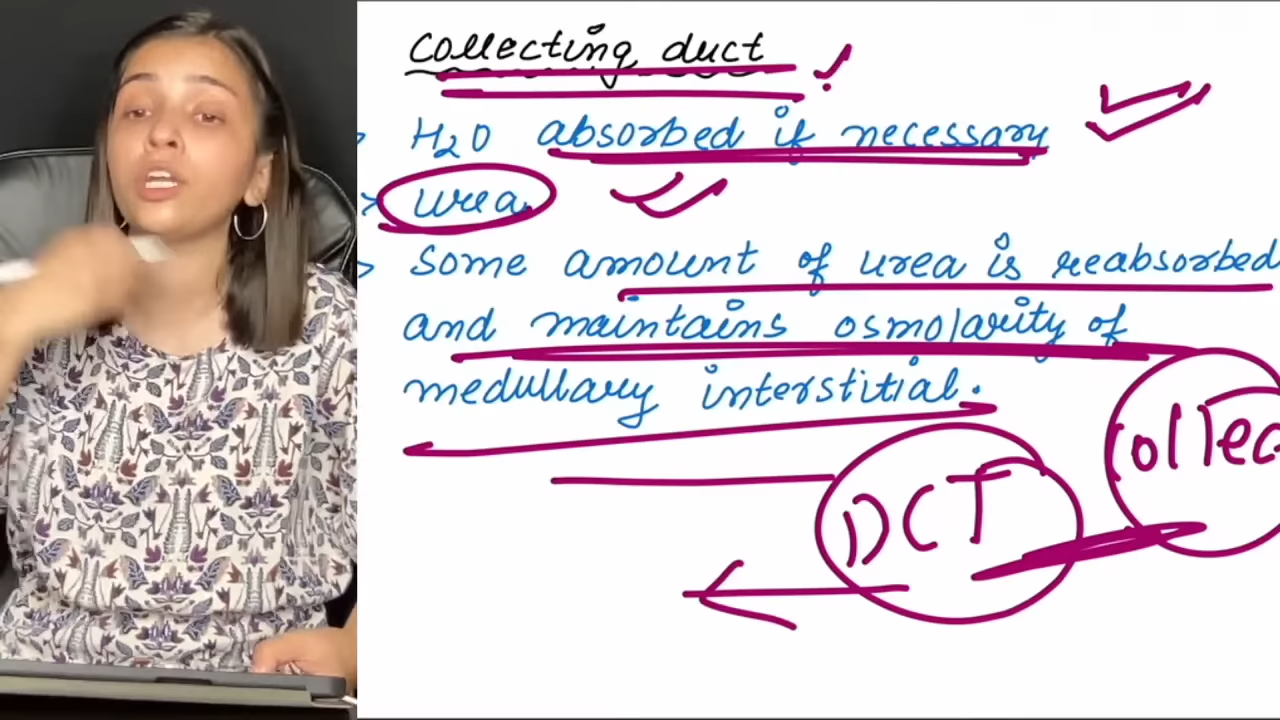 Collecting duct
H2O absorbed if necessary
urea
Some amount of urea is reabsorbed
and maintains osmolarity of
medullary interstitial.
Collec
DCT